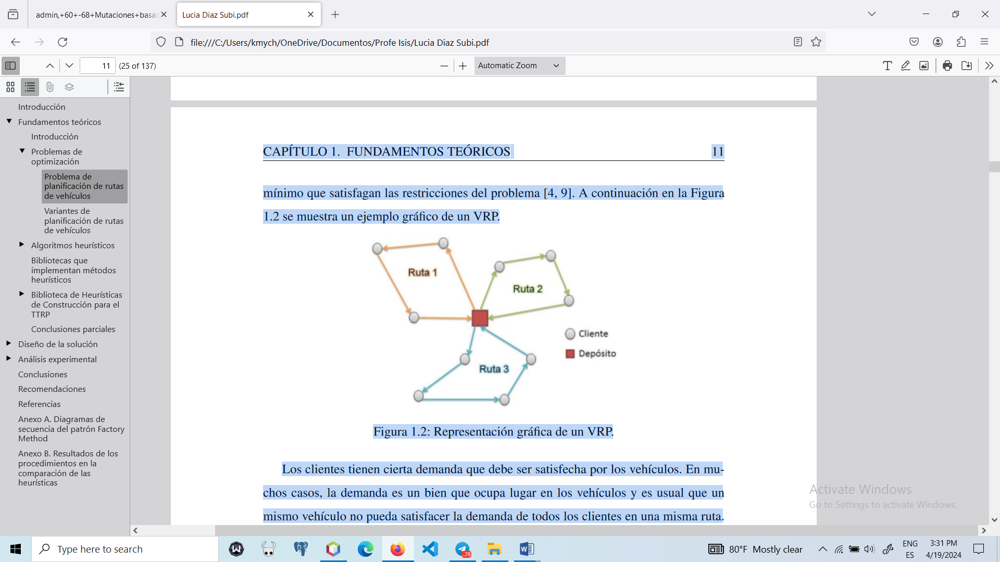 admin,+60+-68+Mutaciones+basad
Lucia Diaz Subi.pdf
file:///C:/Users/kmych/OneDrive/Documentos/Profe Isis/Lucia Diaz Subi.pdf
11 (25 of 137)
Automatic Zoom
Introducción
Fundamentos teóricos
Introducción
Problemas de
optimización
Problema de
planificación de rutas
de vehículos
Variantes de
planificación de rutas
de vehículos
Algoritmos heurísticos
Bibliotecas que
implementan métodos
heurísticos
Biblioteca de Heurísticas
de Construcción para el
TTRP
Conclusiones parciales
Diseño de la solución
Análisis experimental
Conclusiones
Recomendaciones
Referencias
Anexo A. Diagramas de
secuencia del patrón Factory
Method
Anexo B. Resultados de los
procedimientos en la
comparación de las
heurísticas
CAPÍTULO 1. FUNDAMENTOS TEÓRICOS 11
mínimo que satisfagan las restricciones del problema [4, 9]. A continuación en la Figura
1.2 se muestra un ejemplo gráfico de un VRP.
Ruta 1
Ruta 2
Ruta 3
Cliente
Depósito
Figura 1.2: Representación gráfica de un VRP.
Los clientes tienen cierta demanda que debe ser satisfecha por los vehículos. En mu-
chos casos, la demanda es un bien que ocupa lugar en los vehículos y es usual que un
mismo vehículo no pueda satisfacer la demanda de todos los clientes en una misma ruta.
Activate Windows
Go to Settings to activate Windows.
Type here to search
78
80°F Mostly clear
ENG
ES
3:31 PM
4/19/2024